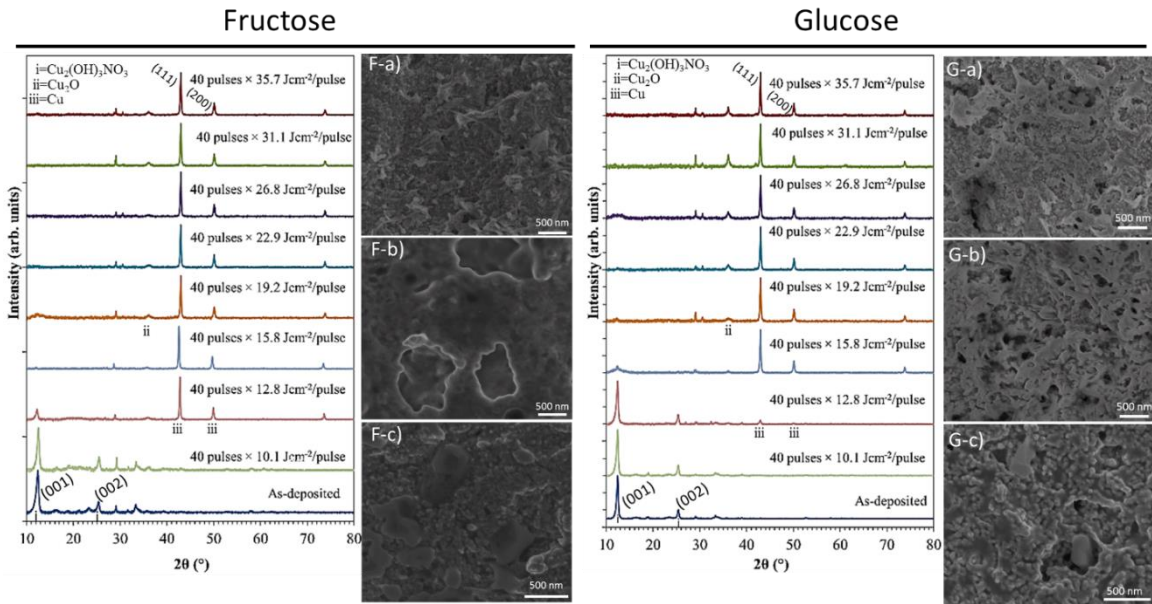 Fructose
i=Cu₂(OH)₃NO₃
ii=Cu₂O
iii=Cu
(111)
(200)
40 pulses × 35.7 Jcm⁻²/pulse
40 pulses × 31.1 Jcm⁻²/pulse
40 pulses × 26.8 Jcm⁻²/pulse
40 pulses × 22.9 Jcm⁻²/pulse
40 pulses × 19.2 Jcm⁻²/pulse
ii
40 pulses × 15.8 Jcm⁻²/pulse
40 pulses × 12.8 Jcm⁻²/pulse
iii iii
40 pulses × 10.1 Jcm⁻²/pulse
(001)
(002)
As-deposited
i i
Intensity (arb. units)
10 20 30 40 50 60 70 80
2θ (°)
F-a)
500 nm
F-b)
500 nm
F-c)
500 nm
Glucose
i=Cu₂(OH)₃NO₃
ii=Cu₂O
iii=Cu
(111)
(200)
40 pulses × 35.7 Jcm⁻²/pulse
40 pulses × 31.1 Jcm⁻²/pulse
40 pulses × 26.8 Jcm⁻²/pulse
40 pulses × 22.9 Jcm⁻²/pulse
40 pulses × 19.2 Jcm⁻²/pulse
ii
40 pulses × 15.8 Jcm⁻²/pulse
40 pulses × 12.8 Jcm⁻²/pulse
iii iii
40 pulses × 10.1 Jcm⁻²/pulse
(001)
(002)
As-deposited
i i
Intensity (arb. units)
10 20 30 40 50 60 70 80
2θ (°)
G-a)
500 nm
G-b)
500 nm
G-c)
500 nm